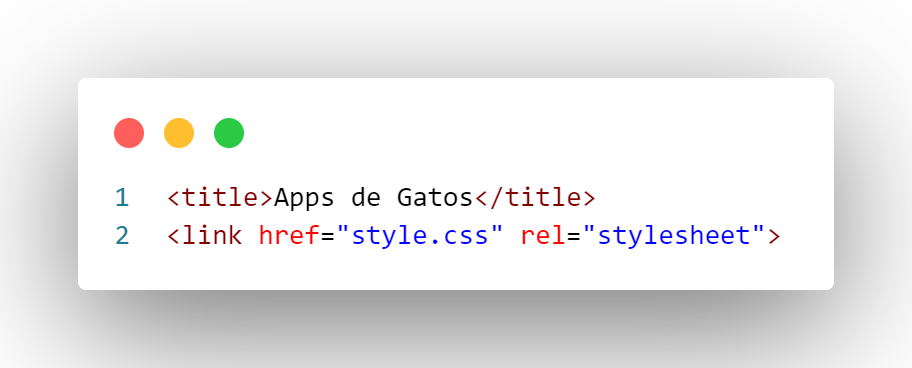 1 <title>Apps de Gatos</title>
2 <link href="style.css" rel="stylesheet">